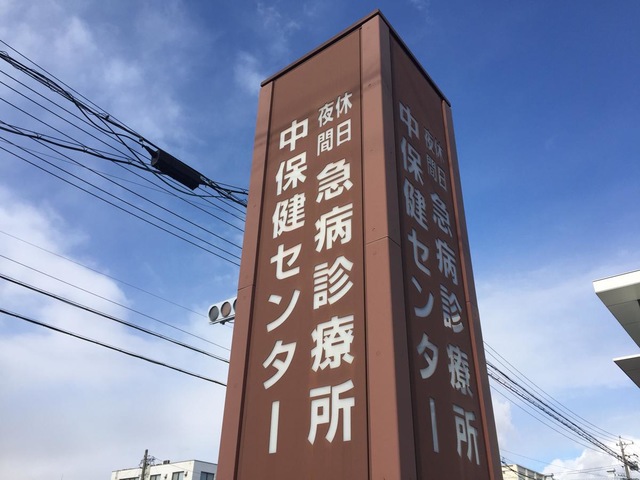 休日
夜間
急病診療所
中保健センター
休日
夜間
急病診療所
中保健センター